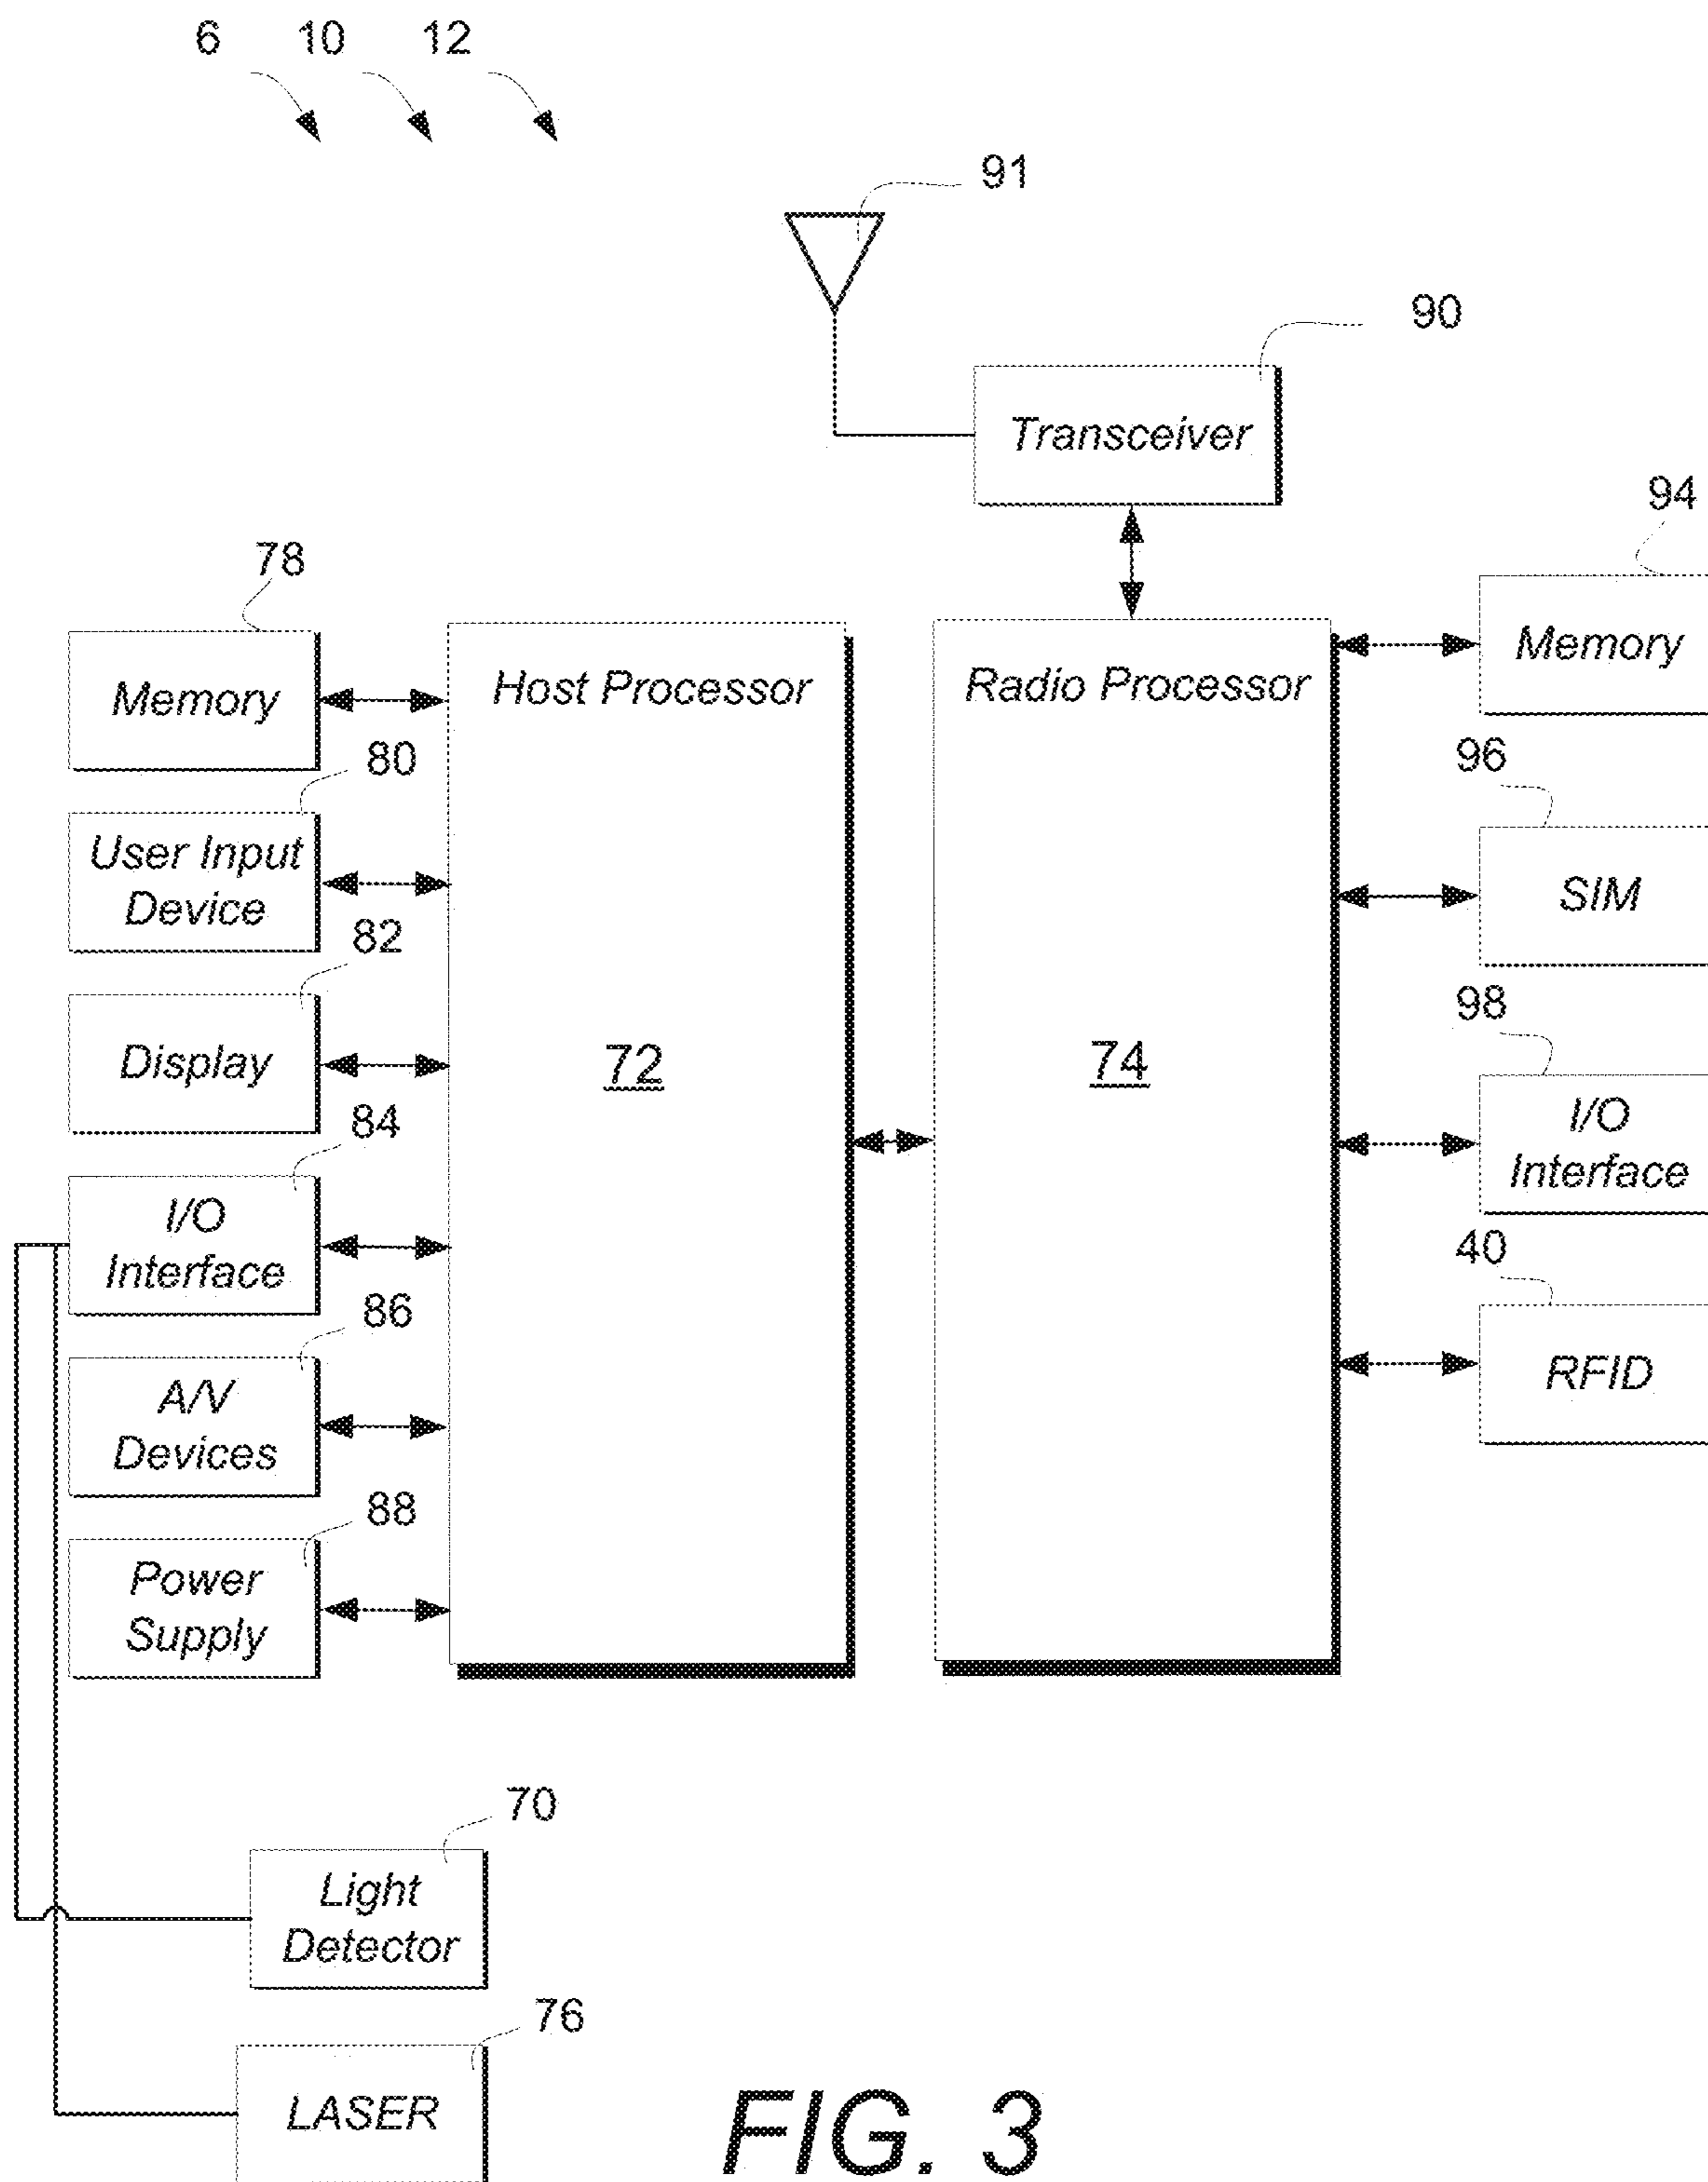 6 10 12
91
90
Transceiver
94
78
Memory
Memory
Host Processor
Radio Processor
80
96
User Input
Device
SIM
82
98
Display
72
74
84
I/O
Interface
I/O
Interface
40
86
RFID
A/V
Devices
88
Power
Supply
70
Light
Detector
76
LASER
FIG. 3